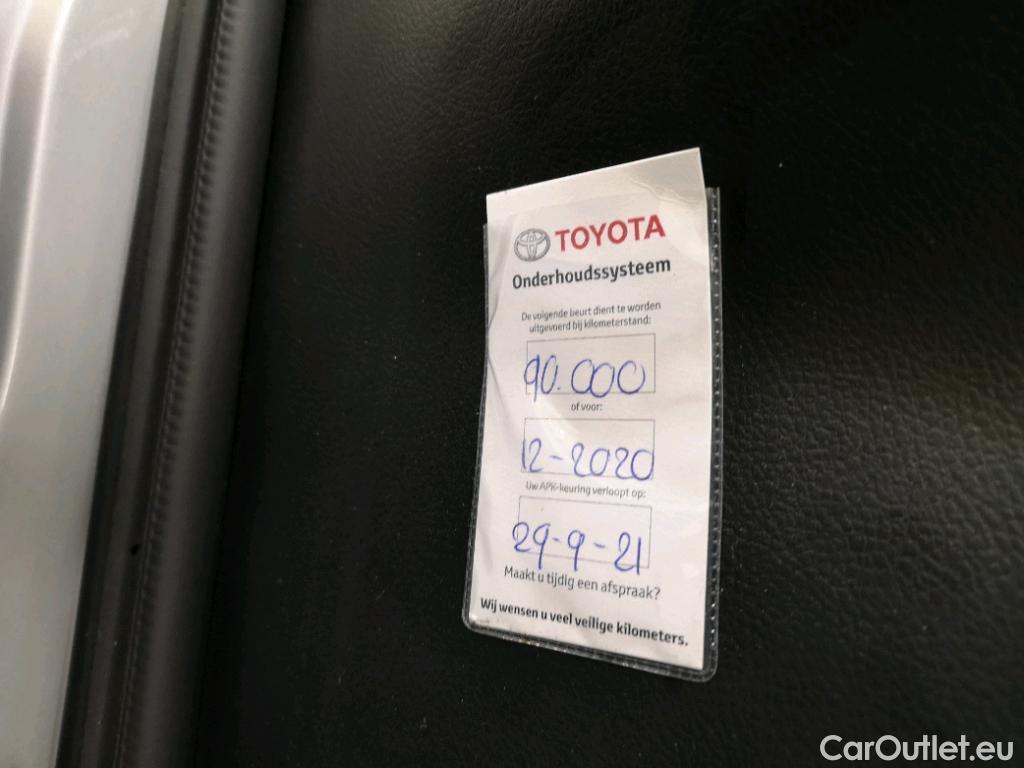 TOYOTA
Onderhoudssysteem
De volgende beurt dient te worden
uitgevoerd bij kilometerstand:
90.000
of voor:
12-2020
Uw APK-keuring verloopt op:
29-9-21
Maakt u tijdig een afspraak?
Wij wensen u veel veilige kilometers.
CarOutlet.eu